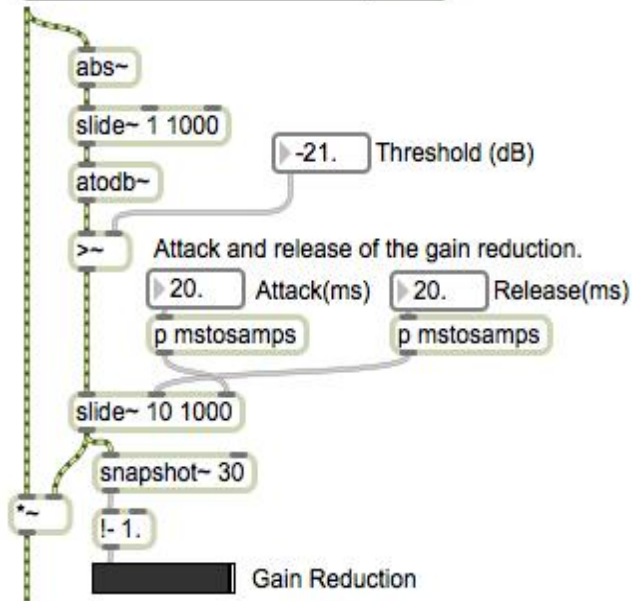 abs~
slide~ 1 1000
-21. Threshold (dB)
atodb~
>~
Attack and release of the gain reduction.
20. Attack(ms) 20. Release(ms)
p mstosamps p mstosamps
slide~ 10 1000
snapshot~ 30
*~
!- 1.
Gain Reduction